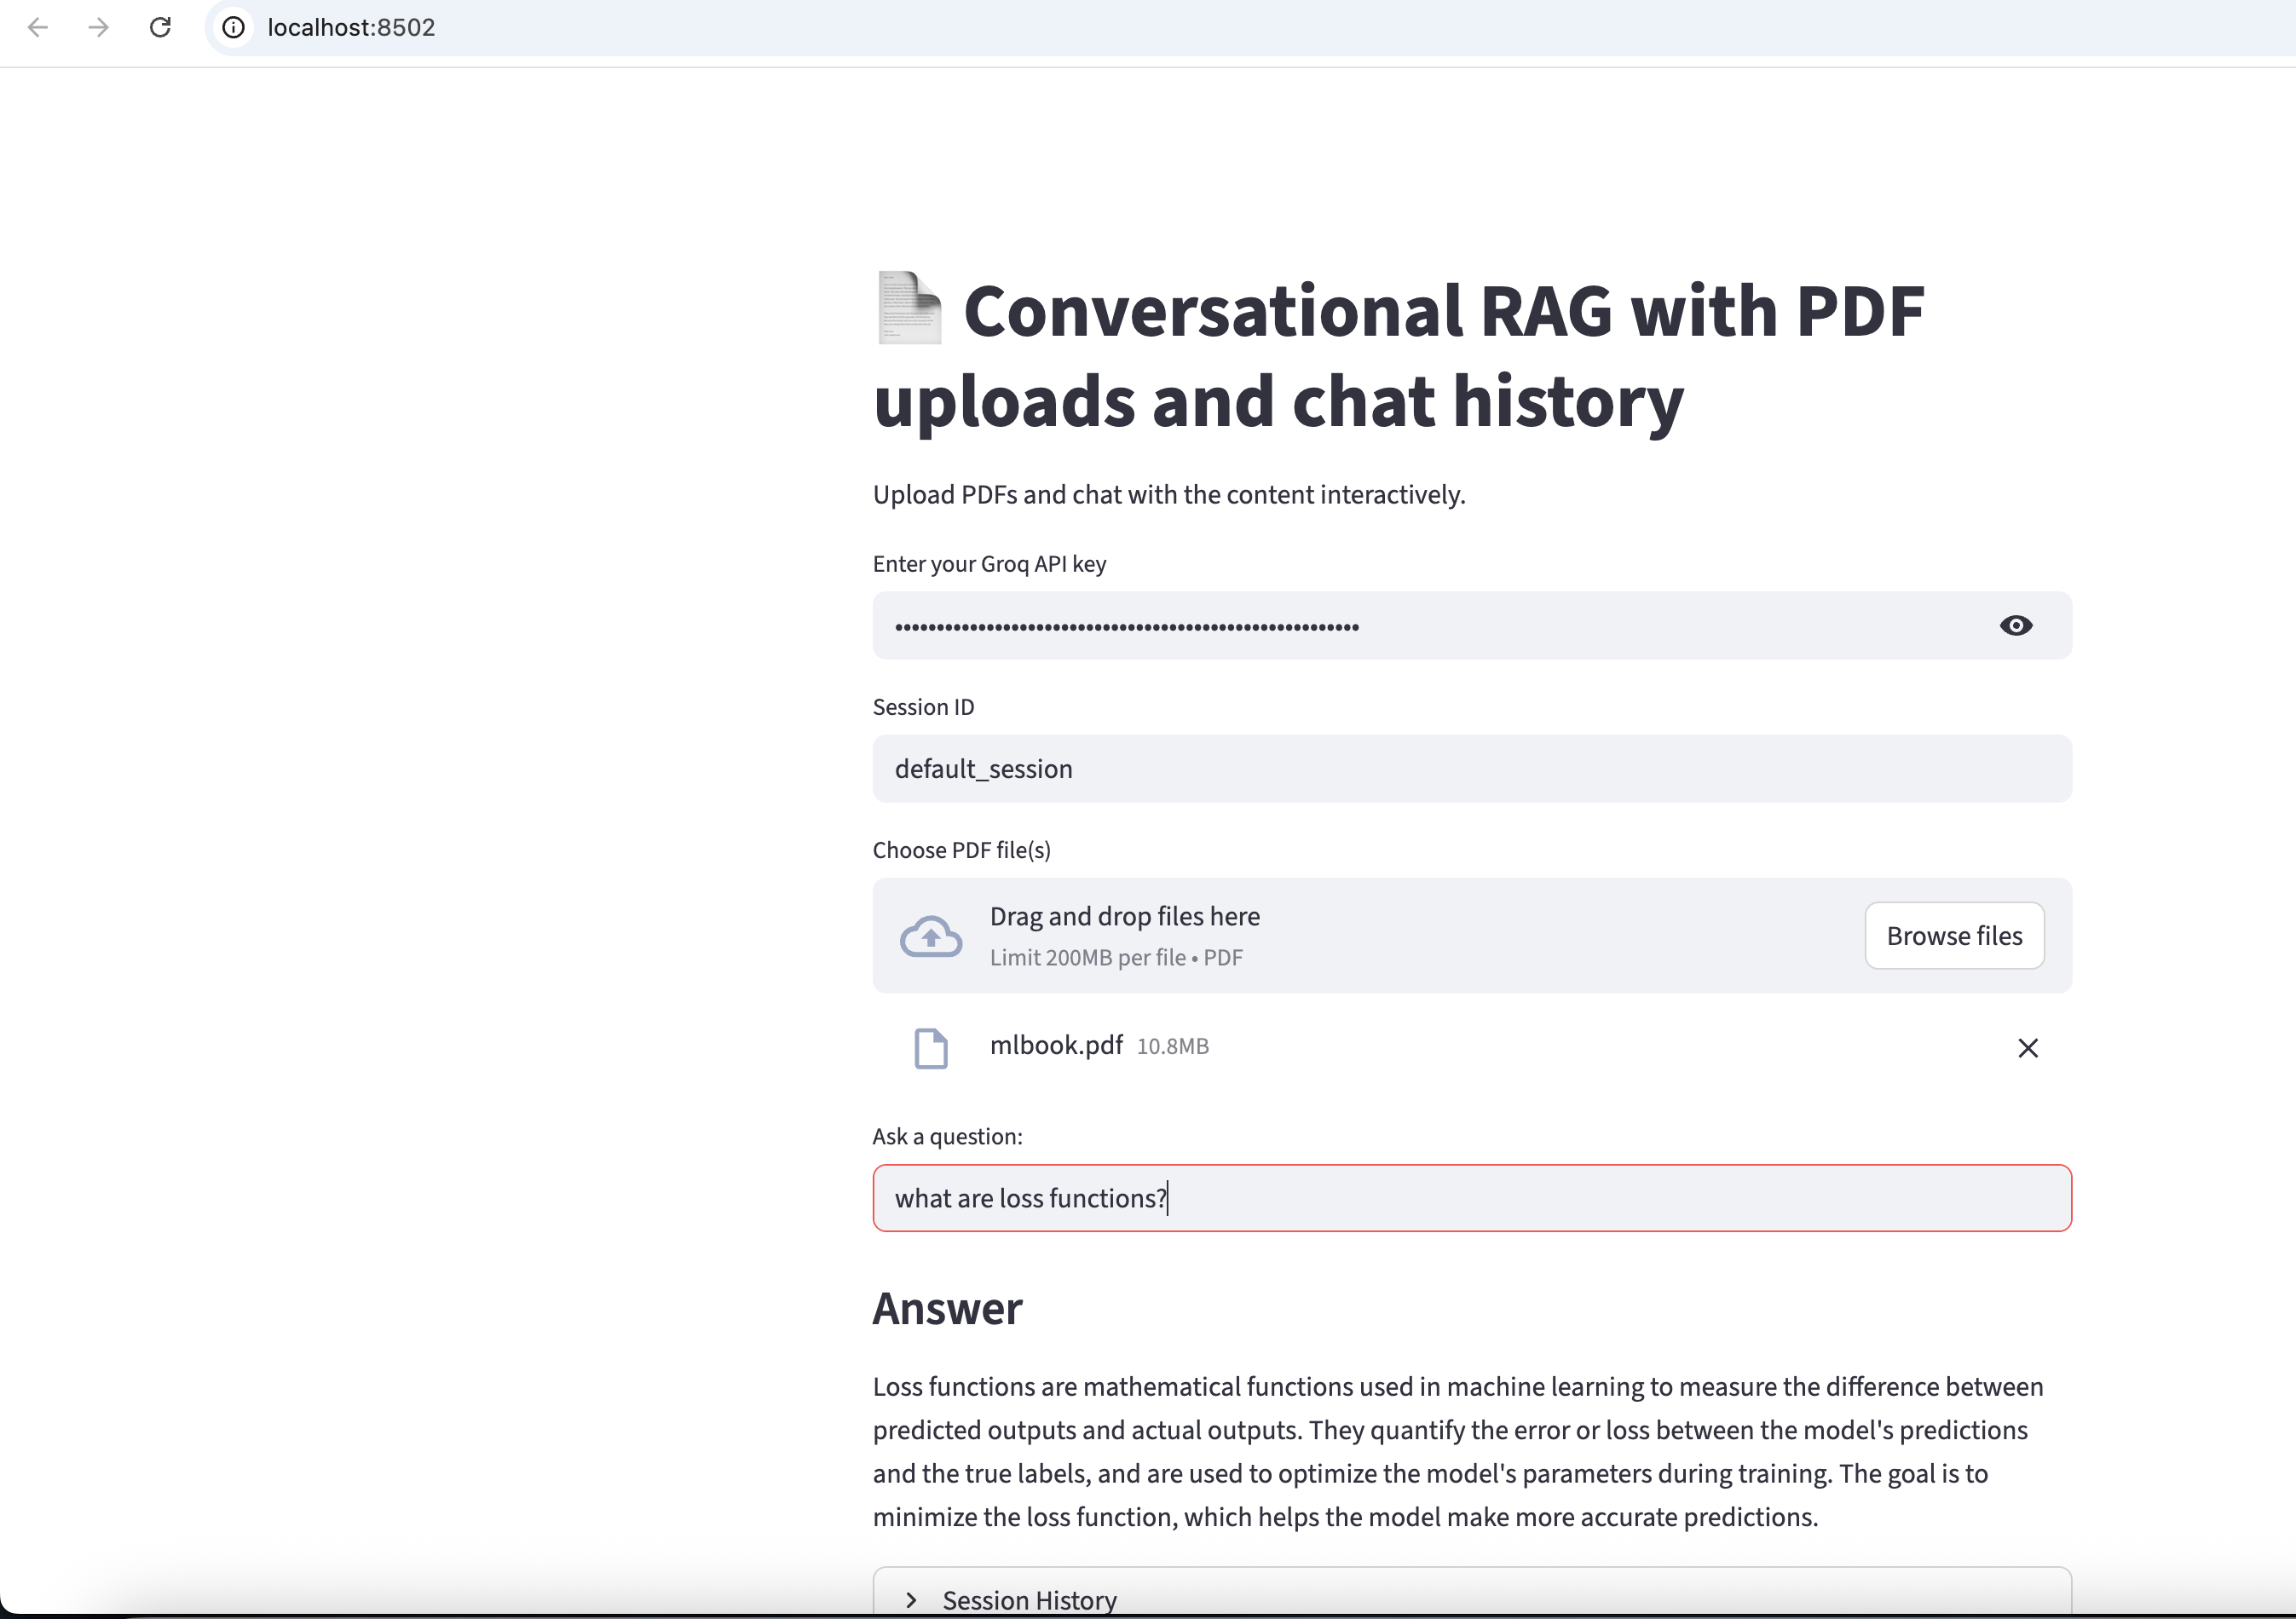 localhost:8502
Conversational RAG with PDF
uploads and chat history
Upload PDFs and chat with the content interactively.
Enter your Groq API key
••••••••••••••••••••••••••••••••••••••••••••••••••••••••
Session ID
default_session
Choose PDF file(s)
Drag and drop files here
Limit 200MB per file • PDF
Browse files
mlbook.pdf 10.8MB
Ask a question:
what are loss functions?
Answer
Loss functions are mathematical functions used in machine learning to measure the difference between
predicted outputs and actual outputs. They quantify the error or loss between the model's predictions
and the true labels, and are used to optimize the model's parameters during training. The goal is to
minimize the loss function, which helps the model make more accurate predictions.
Session History